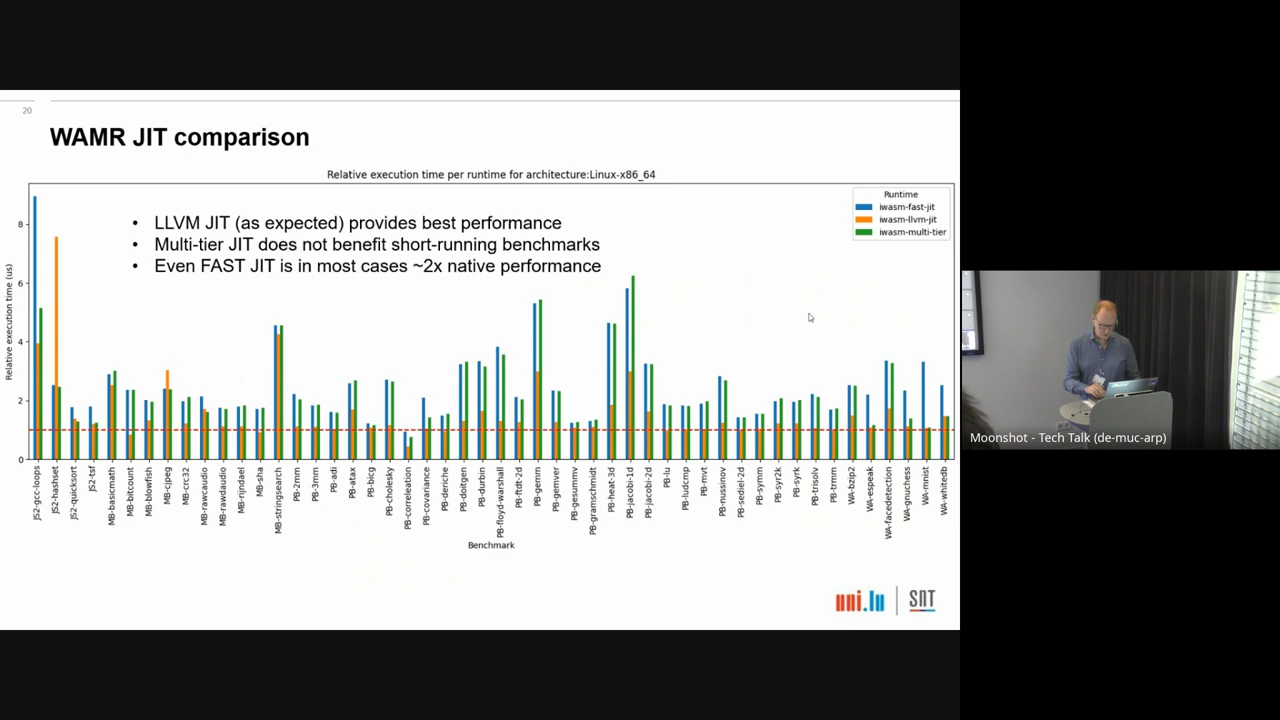 20
WAMR JIT comparison
Relative execution time per runtime for architecture:Linux-x86_64
Runtime
iwasm-fast-jit
iwasm-llvm-jit
iwasm-multi-tier
• LLVM JIT (as expected) provides best performance
• Multi-tier JIT does not benefit short-running benchmarks
• Even FAST JIT is in most cases ~2x native performance
Relative execution time (us)
8
6
4
2
0
JS2-gcc-loops
JS2-hashset
JS2-quicksort
JS2-tsf
MB-basicmath
MB-bitcount
MB-blowfish
MB-cjpeg
MB-crc32
MB-rawcaudio
MB-rawdaudio
MB-rijndael
MB-sha
MB-stringsearch
PB-2mm
PB-3mm
PB-adi
PB-atax
PB-bicg
PB-cholesky
PB-correleation
PB-covariance
PB-deriche
PB-doitgen
PB-durbin
PB-floyd-warshall
PB-ftdt-2d
PB-gemm
PB-gemver
PB-gesummv
PB-gramschmidt
PB-heat-3d
PB-jacobi-1d
PB-jacobi-2d
PB-lu
PB-ludcmp
PB-mvt
PB-nussinov
PB-sediel-2d
PB-symm
PB-syr2k
PB-syrk
PB-trisolv
PB-trmm
WA-bzip2
WA-espeak
WA-facedetection
WA-gnuchess
WA-mnist
WA-whitedb
Benchmark
uni.lu
SNT
Moonshot - Tech Talk (de-muc-arp)